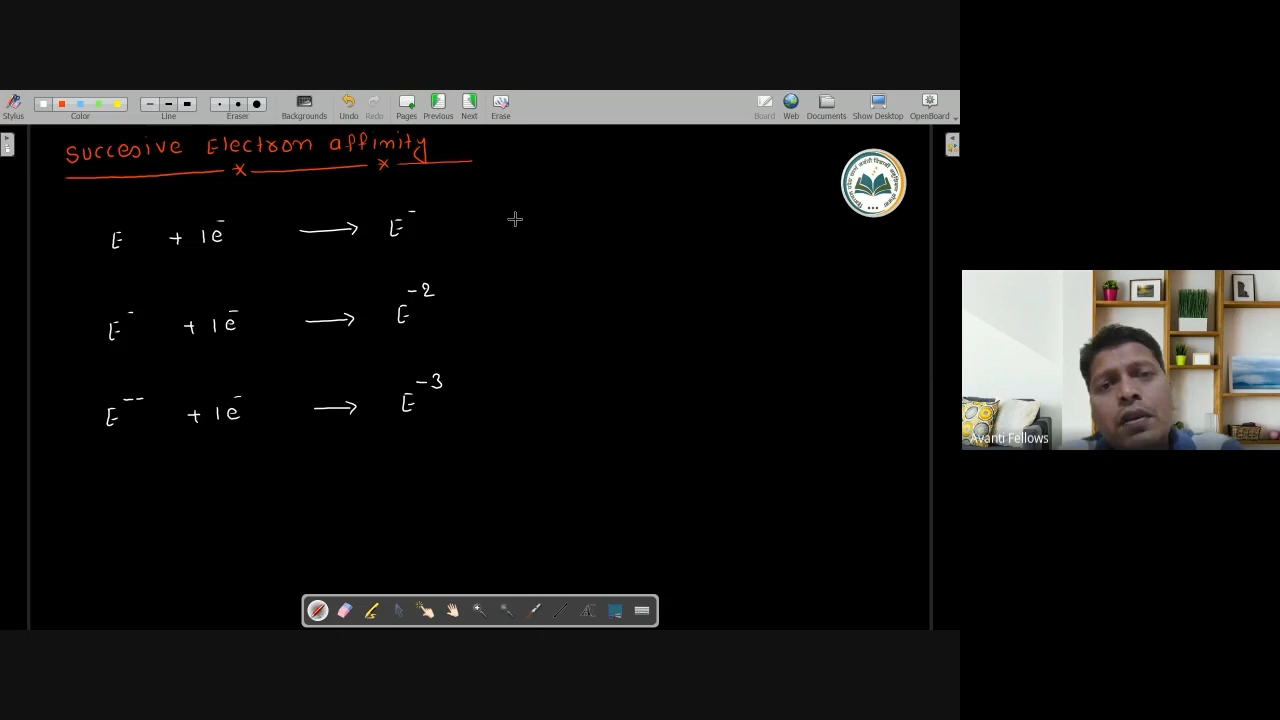 Stylus
Color
Line
Eraser
Backgrounds
Undo
Redo
Pages
Previous
Next
Erase
Board
Web
Documents
Show Desktop
OpenBoard
Succesive Electron affinity
E + 1e⁻ ⟶ E⁻
E⁻ + 1e⁻ ⟶ E⁻²
E⁻⁻ + 1e⁻ ⟶ E⁻³
Avanti Fellows